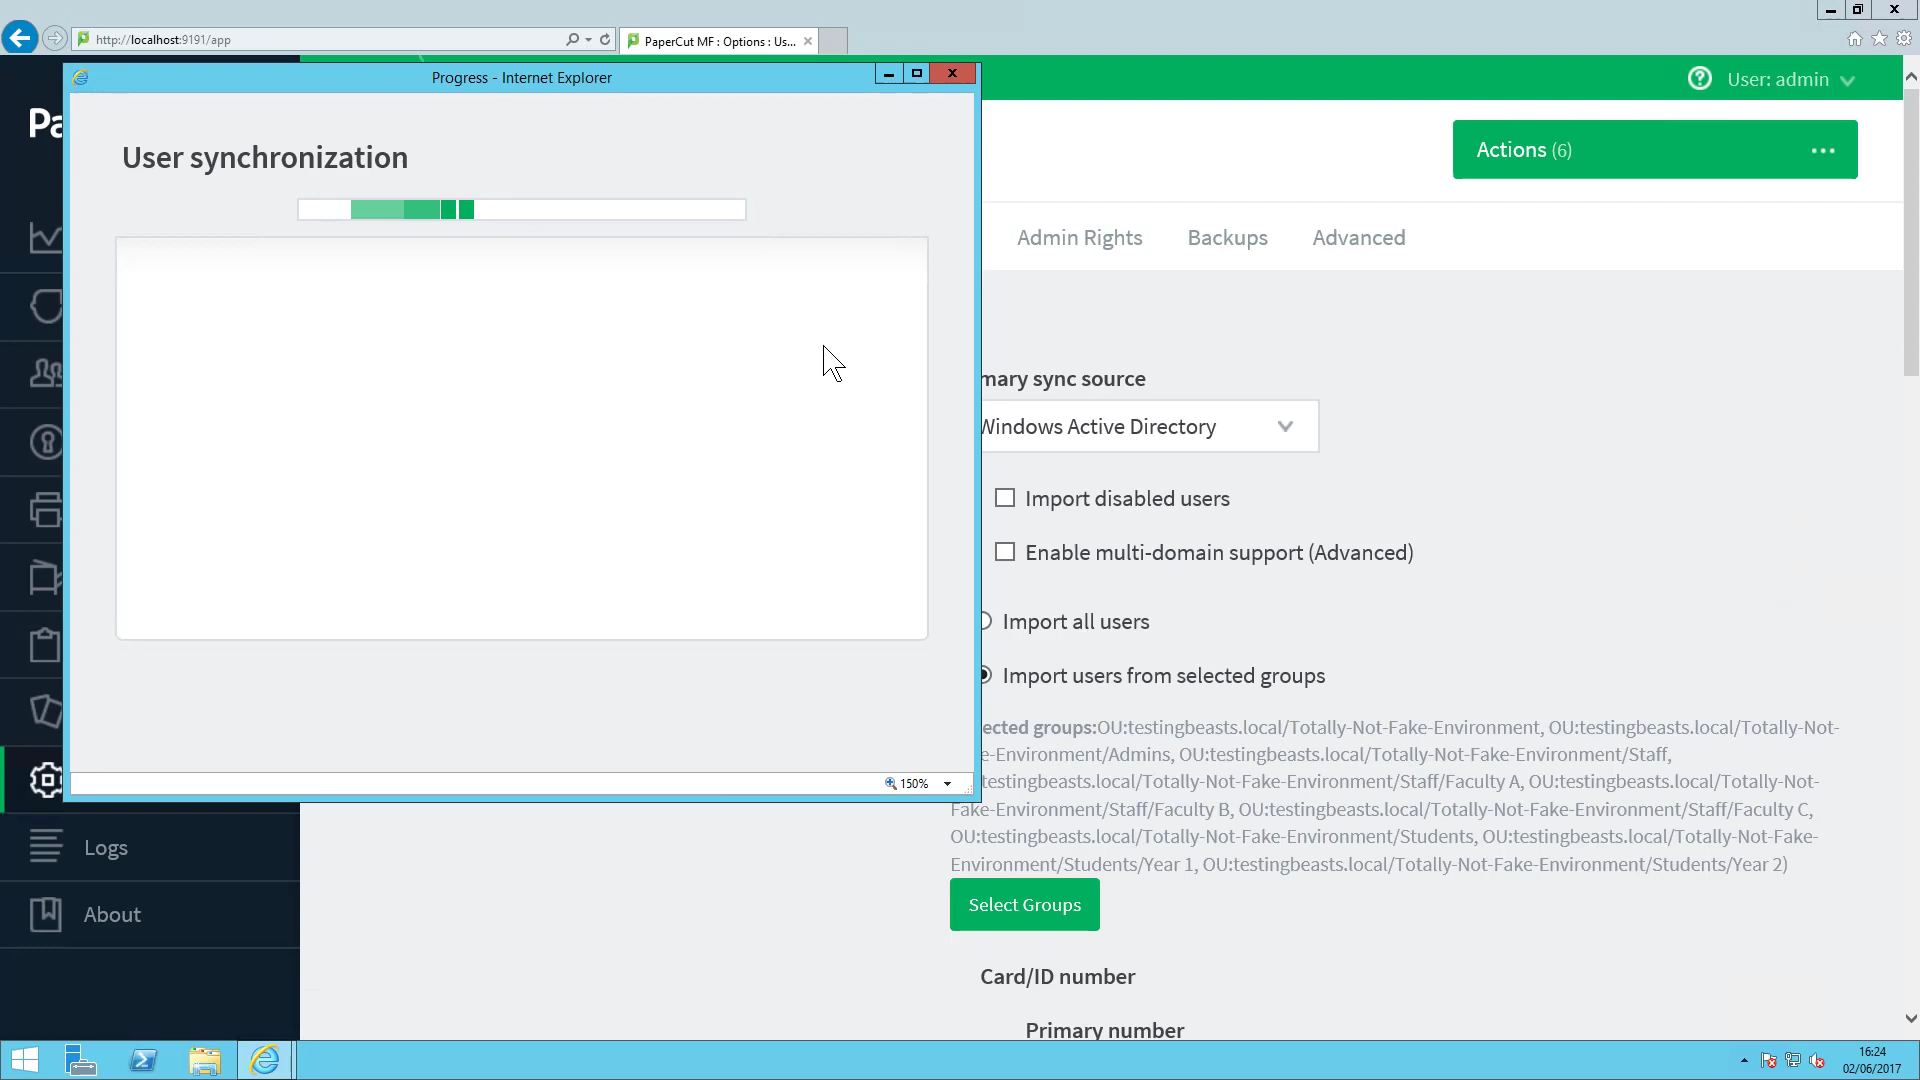 http://localhost:9191/app
PaperCut MF : Options : Us...
Progress - Internet Explorer
User: admin
Pa
User synchronization
Actions (6)
Admin Rights
Backups
Advanced
mary sync source
Windows Active Directory
Import disabled users
Enable multi-domain support (Advanced)
Import all users
Import users from selected groups
ected groups:OU:testingbeasts.local/Totally-Not-Fake-Environment, OU:testingbeasts.local/Totally-Not-
e-Environment/Admins, OU:testingbeasts.local/Totally-Not-Fake-Environment/Staff,
testingbeasts.local/Totally-Not-Fake-Environment/Staff/Faculty A, OU:testingbeasts.local/Totally-Not-
Fake-Environment/Staff/Faculty B, OU:testingbeasts.local/Totally-Not-Fake-Environment/Staff/Faculty C,
OU:testingbeasts.local/Totally-Not-Fake-Environment/Students, OU:testingbeasts.local/Totally-Not-Fake-
Environment/Students/Year 1, OU:testingbeasts.local/Totally-Not-Fake-Environment/Students/Year 2)
150%
Select Groups
Logs
About
Card/ID number
Primary number
16:24
02/06/2017